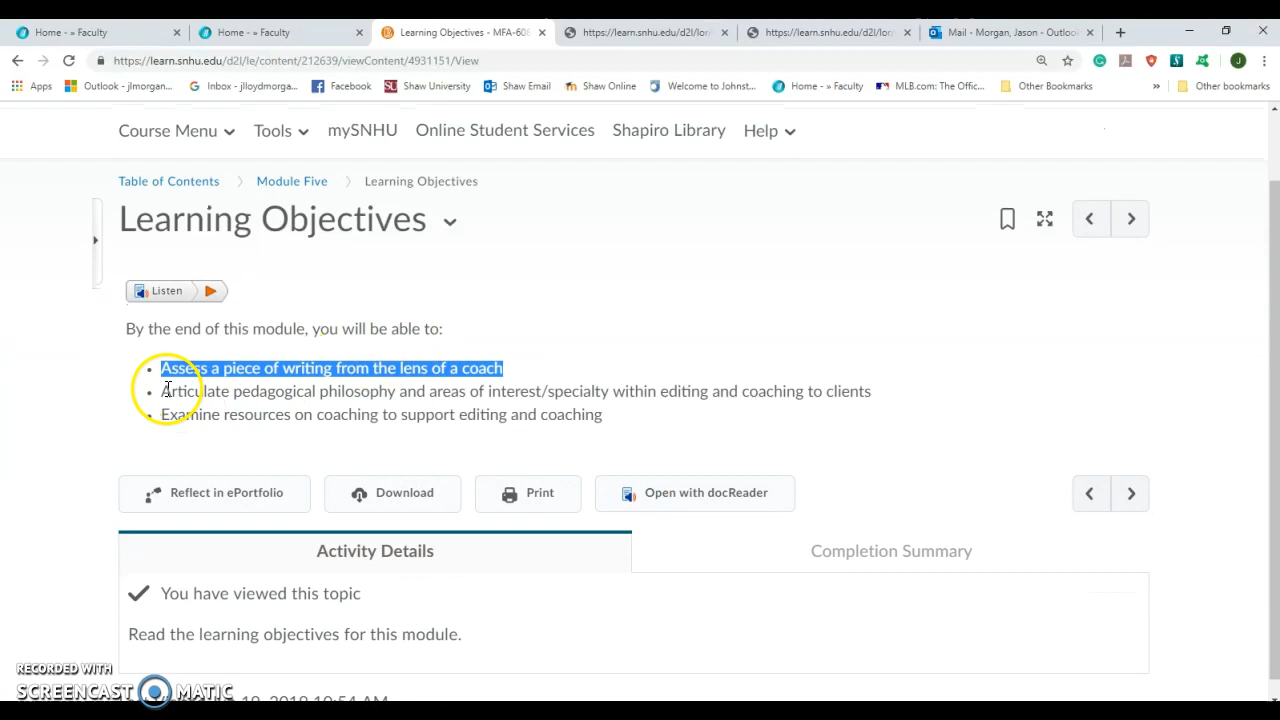 Home - » Faculty
Home - » Faculty
Learning Objectives - MFA-608
https://learn.snhu.edu/d2l/lor
https://learn.snhu.edu/d2l/lor
Mail - Morgan, Jason - Outloo
https://learn.snhu.edu/d2l/le/content/212639/viewContent/4931151/View
J
Apps
Outlook - jlmorgan...
Inbox - jlloydmorga...
Facebook
SU Shaw University
Shaw Email
Shaw Online
Welcome to Johnst...
Home - » Faculty
MLB.com: The Offic...
Other Bookmarks
»
Other bookmarks
Course Menu
Tools
mySNHU
Online Student Services
Shapiro Library
Help
Table of Contents
Module Five
Learning Objectives
Learning Objectives
Listen
By the end of this module, you will be able to:
• Assess a piece of writing from the lens of a coach
• Articulate pedagogical philosophy and areas of interest/specialty within editing and coaching to clients
• Examine resources on coaching to support editing and coaching
Reflect in ePortfolio
Download
Print
Open with docReader
Activity Details
Completion Summary
You have viewed this topic
Read the learning objectives for this module.
RECORDED WITH
SCREENCAST MATIC
10:54 AM